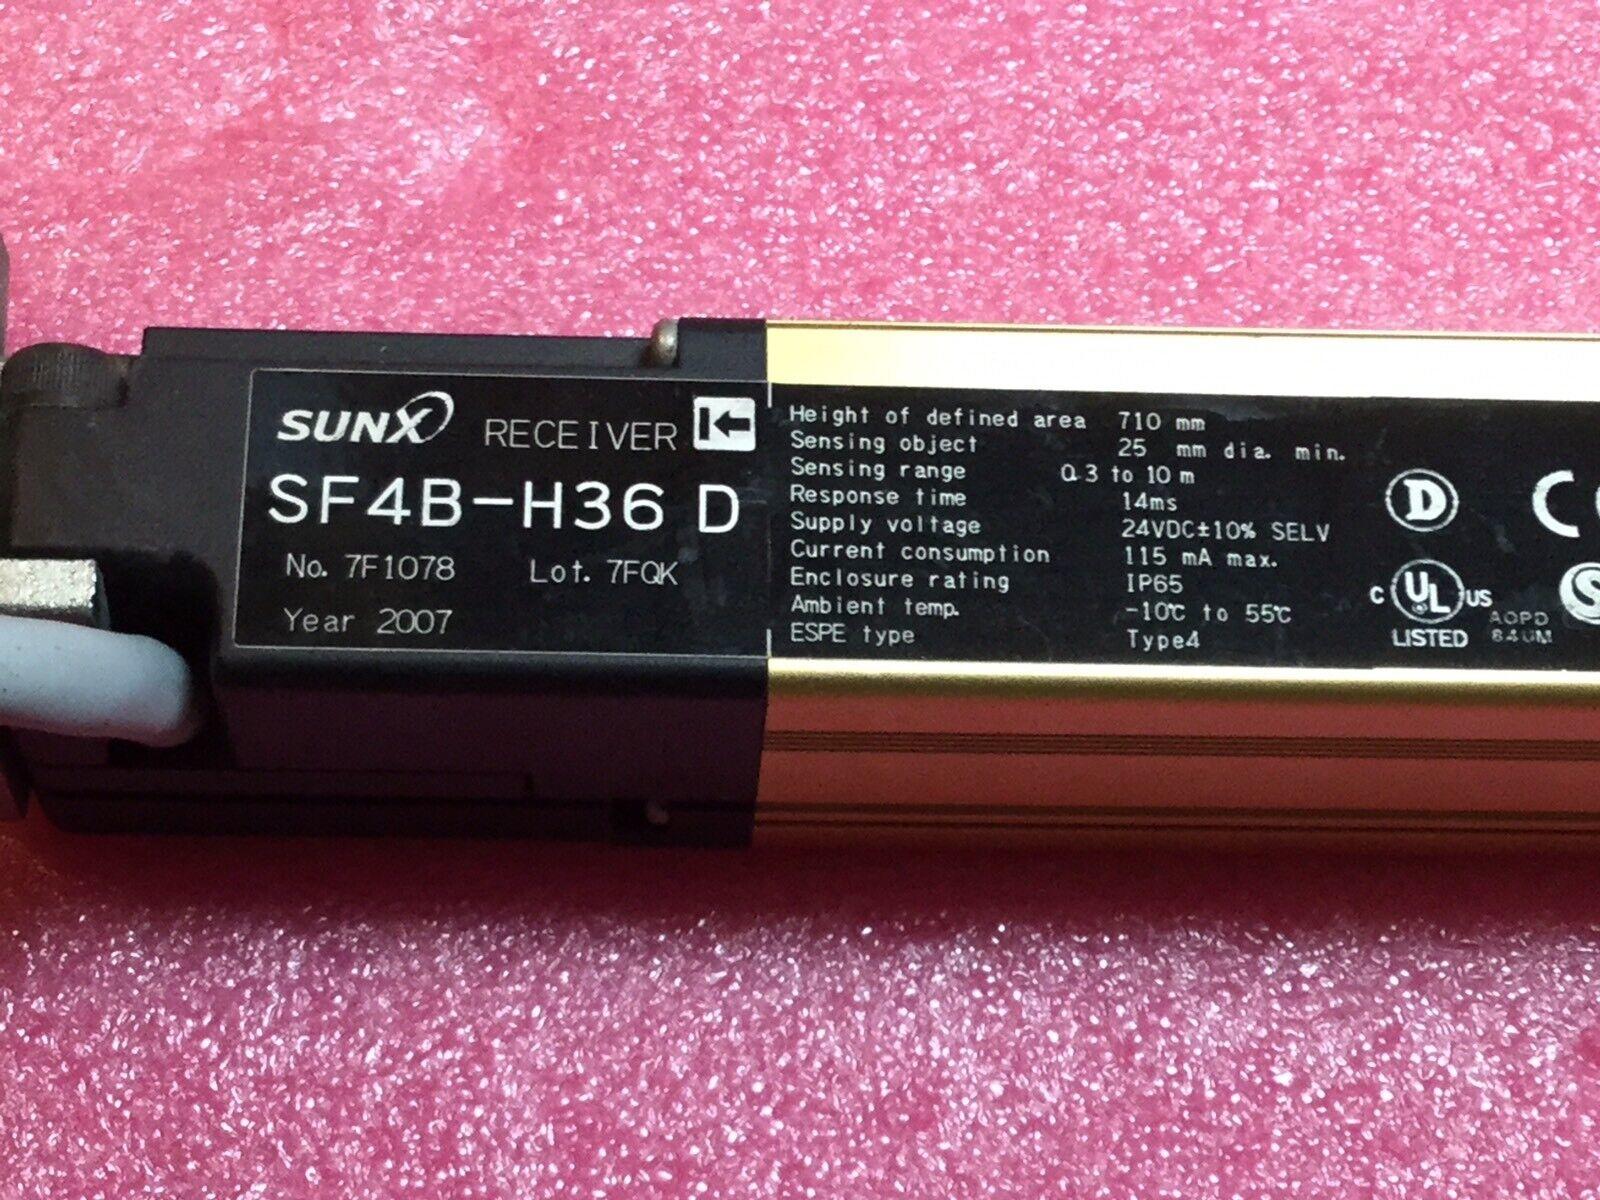 SUNX RECEIVER
SF4B-H36 D
No. 7F1078 Lot. 7FQK
Year 2007
Height of defined area 710 mm
Sensing object 25 mm dia. min.
Sensing range 0.3 to 10 m
Response time 14ms
Supply voltage 24VDC±10% SELV
Current consumption 115 mA max.
Enclosure rating IP65
Ambient temp. -10℃ to 55℃
ESPE type Type4
D
C UL US
LISTED
AOPD
84UM